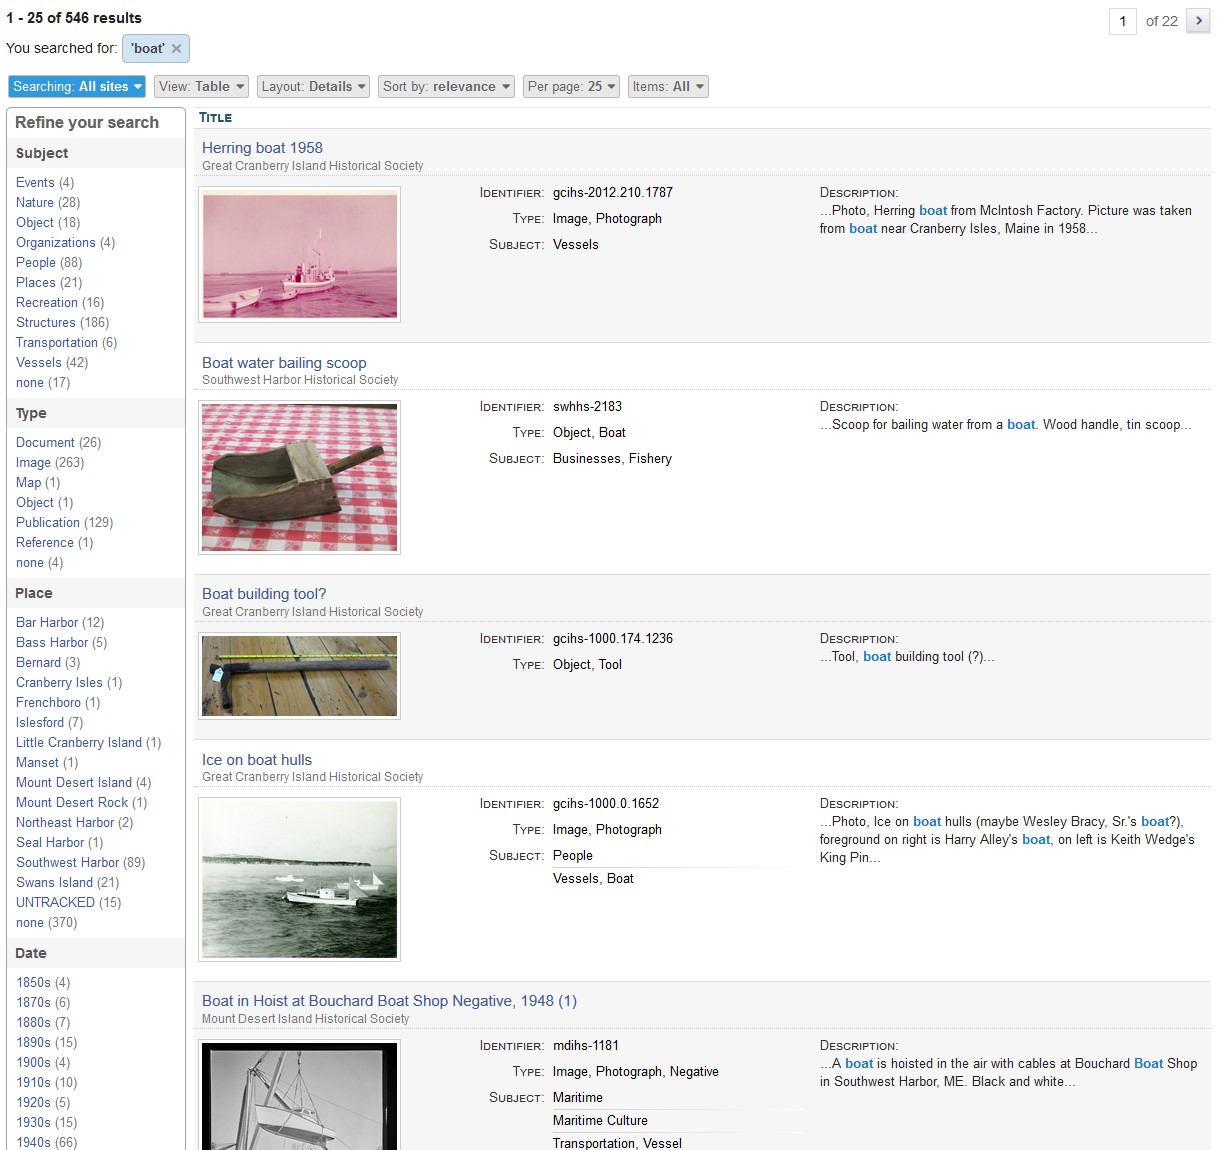 1 - 25 of 546 results
1 of 22 >
You searched for: 'boat' ×
Searching: All sites ▾ View: Table ▾ Layout: Details ▾ Sort by: relevance ▾ Per page: 25 ▾ Items: All ▾
Refine your search
Subject
Events (4)
Nature (28)
Object (18)
Organizations (4)
People (88)
Places (21)
Recreation (16)
Structures (186)
Transportation (6)
Vessels (42)
none (17)
Type
Document (26)
Image (263)
Map (1)
Object (1)
Publication (129)
Reference (1)
none (4)
Place
Bar Harbor (12)
Bass Harbor (5)
Bernard (3)
Cranberry Isles (1)
Frenchboro (1)
Islesford (7)
Little Cranberry Island (1)
Manset (1)
Mount Desert Island (4)
Mount Desert Rock (1)
Northeast Harbor (2)
Seal Harbor (1)
Southwest Harbor (89)
Swans Island (21)
UNTRACKED (15)
none (370)
Date
1850s (4)
1870s (6)
1880s (7)
1890s (15)
1900s (4)
1910s (10)
1920s (5)
1930s (15)
1940s (66)
TITLE
Herring boat 1958
Great Cranberry Island Historical Society
IDENTIFIER: gcihs-2012.210.1787
TYPE: Image, Photograph
SUBJECT: Vessels
DESCRIPTION:
...Photo, Herring boat from McIntosh Factory. Picture was taken
from boat near Cranberry Isles, Maine in 1958...
Boat water bailing scoop
Southwest Harbor Historical Society
IDENTIFIER: swhhs-2183
TYPE: Object, Boat
SUBJECT: Businesses, Fishery
DESCRIPTION:
...Scoop for bailing water from a boat. Wood handle, tin scoop...
Boat building tool?
Great Cranberry Island Historical Society
IDENTIFIER: gcihs-1000.174.1236
TYPE: Object, Tool
DESCRIPTION:
...Tool, boat building tool (?)...
Ice on boat hulls
Great Cranberry Island Historical Society
IDENTIFIER: gcihs-1000.0.1652
TYPE: Image, Photograph
SUBJECT: People
Vessels, Boat
DESCRIPTION:
...Photo, Ice on boat hulls (maybe Wesley Bracy, Sr.'s boat?),
foreground on right is Harry Alley's boat, on left is Keith Wedge's
King Pin...
Boat in Hoist at Bouchard Boat Shop Negative, 1948 (1)
Mount Desert Island Historical Society
IDENTIFIER: mdihs-1181
TYPE: Image, Photograph, Negative
SUBJECT: Maritime
Maritime Culture
Transportation, Vessel
DESCRIPTION:
...A boat is hoisted in the air with cables at Bouchard Boat Shop
in Southwest Harbor, ME. Black and white...